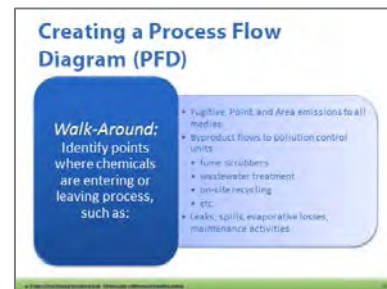 Creating a Process Flow
Diagram (PFD)
Walk-Around:
Identify points
where chemicals
are entering or
leaving process,
such as:
• Fugitive, Point, and Area emissions to all
medias
• Byproduct flows to pollution control
units
• fume scrubbers
• wastewater treatment
• on-site recycling
• etc
• Leaks, spills, evaporative losses,
maintenance activities